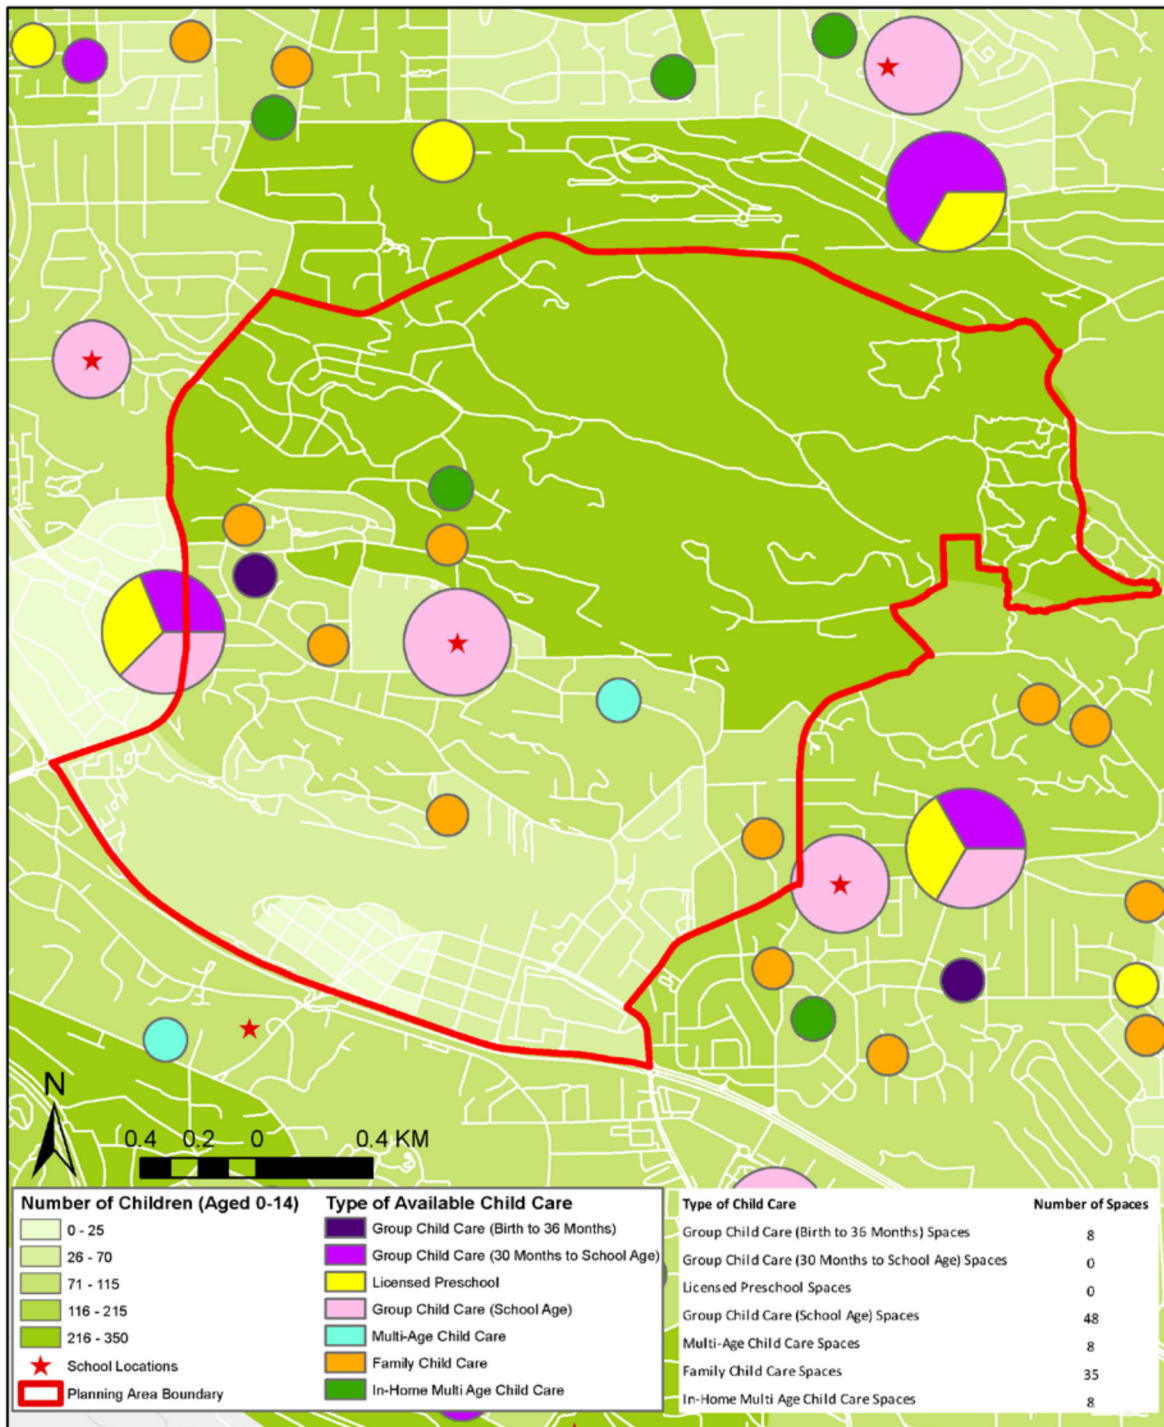 N
0.4 0.2 0 0.4 KM
Number of Children (Aged 0-14)
0 - 25
26 - 70
71 - 115
116 - 215
216 - 350
School Locations
Planning Area Boundary
Type of Available Child Care
Group Child Care (Birth to 36 Months)
Group Child Care (30 Months to School Age)
Licensed Preschool
Group Child Care (School Age)
Multi-Age Child Care
Family Child Care
In-Home Multi Age Child Care
Type of Child Care Number of Spaces
Group Child Care (Birth to 36 Months) Spaces 8
Group Child Care (30 Months to School Age) Spaces 0
Licensed Preschool Spaces 0
Group Child Care (School Age) Spaces 48
Multi-Age Child Care Spaces 8
Family Child Care Spaces 35
In-Home Multi Age Child Care Spaces 8